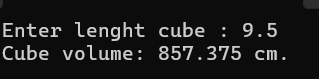 Enter lenght cube : 9.5
Cube volume: 857.375 cm.